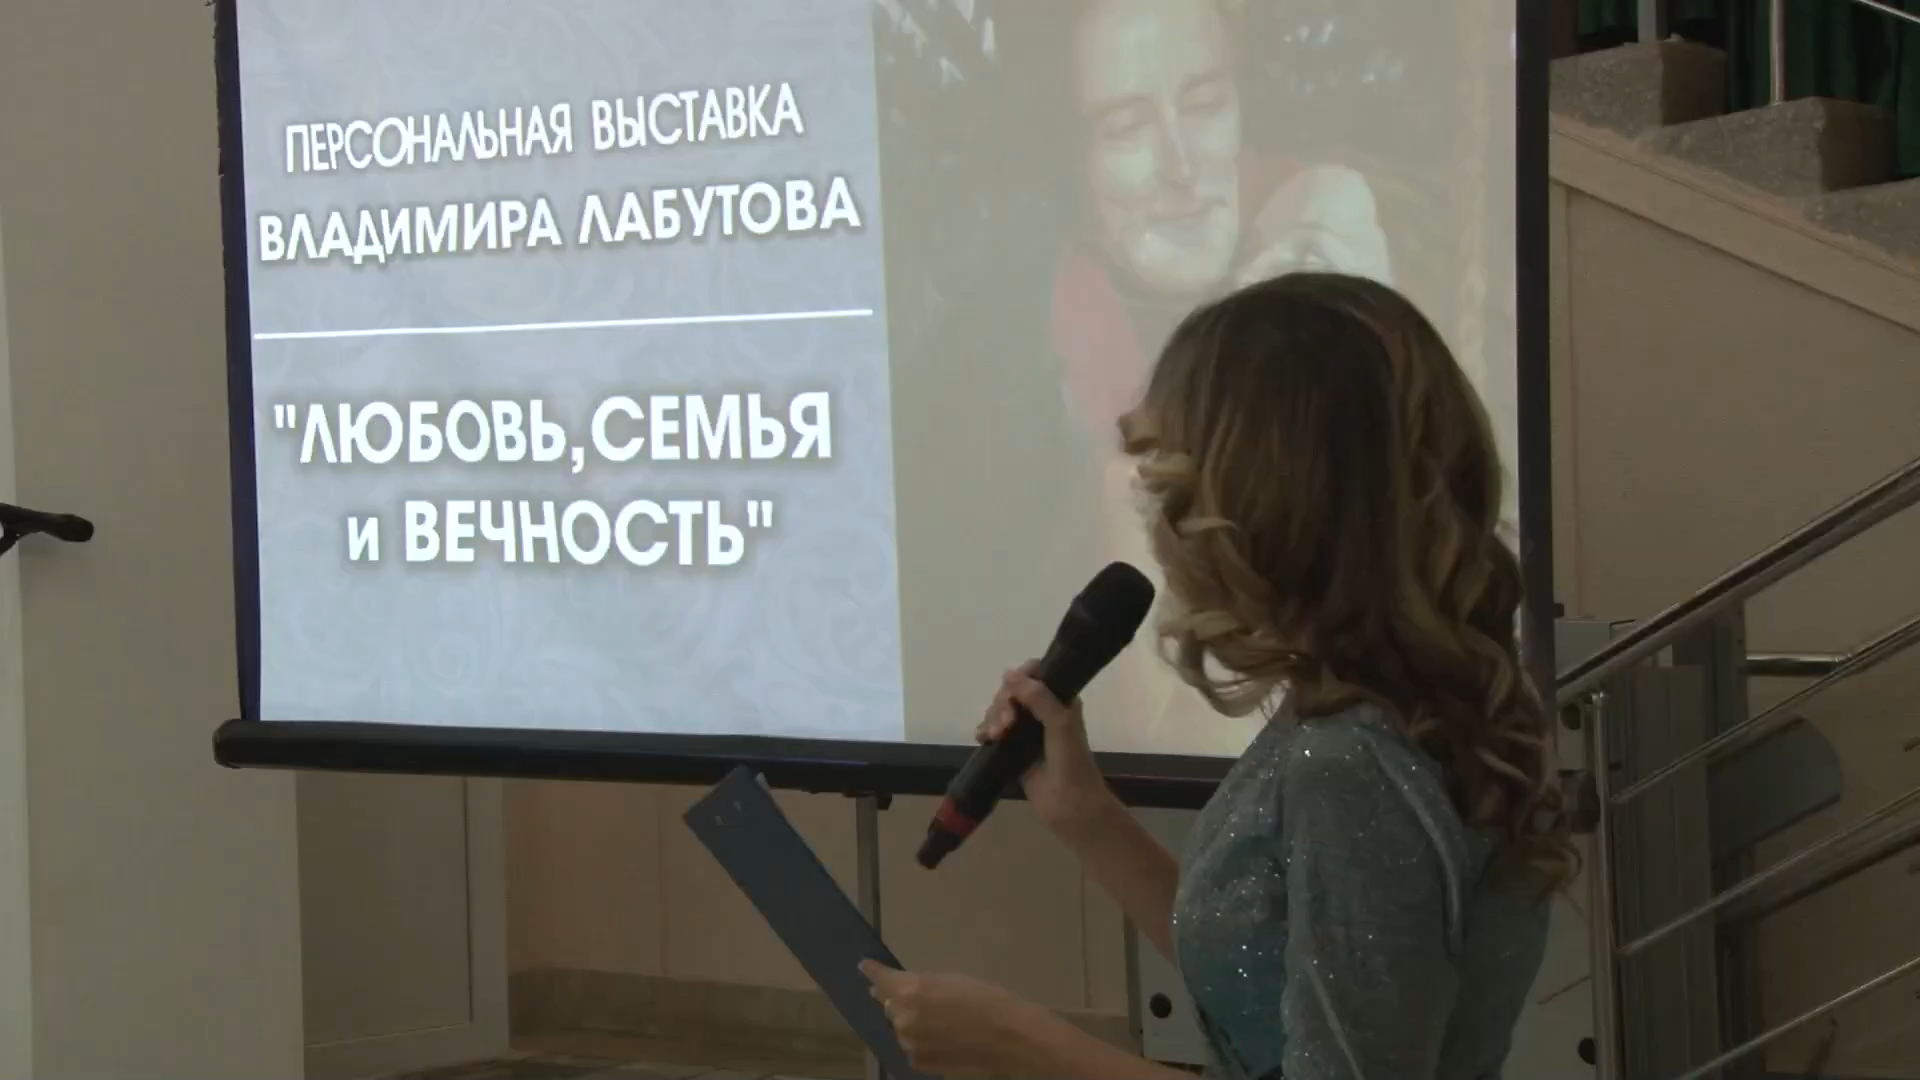 ПЕРСОНАЛЬНАЯ ВЫСТАВКА
ВЛАДИМИРА ЛАБУТОВА
"ЛЮБОВЬ, СЕМЬЯ
и ВЕЧНОСТЬ"